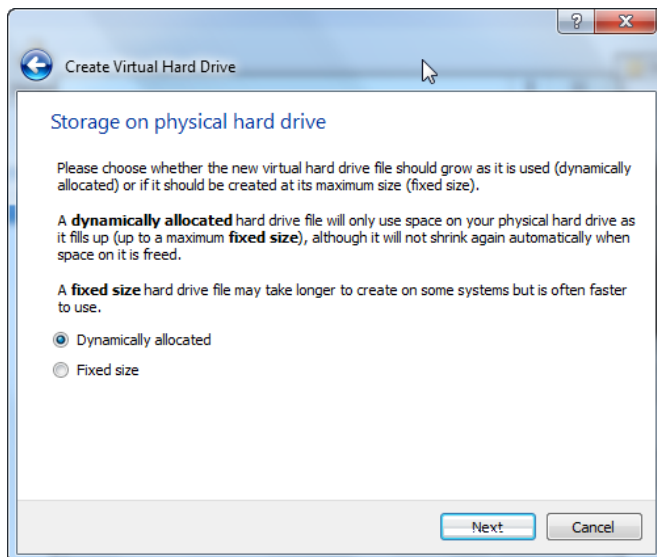 ?
Create Virtual Hard Drive
Storage on physical hard drive
Please choose whether the new virtual hard drive file should grow as it is used (dynamically
allocated) or if it should be created at its maximum size (fixed size).
A dynamically allocated hard drive file will only use space on your physical hard drive as
it fills up (up to a maximum fixed size), although it will not shrink again automatically when
space on it is freed.
A fixed size hard drive file may take longer to create on some systems but is often faster
to use.
Dynamically allocated
Fixed size
Next Cancel